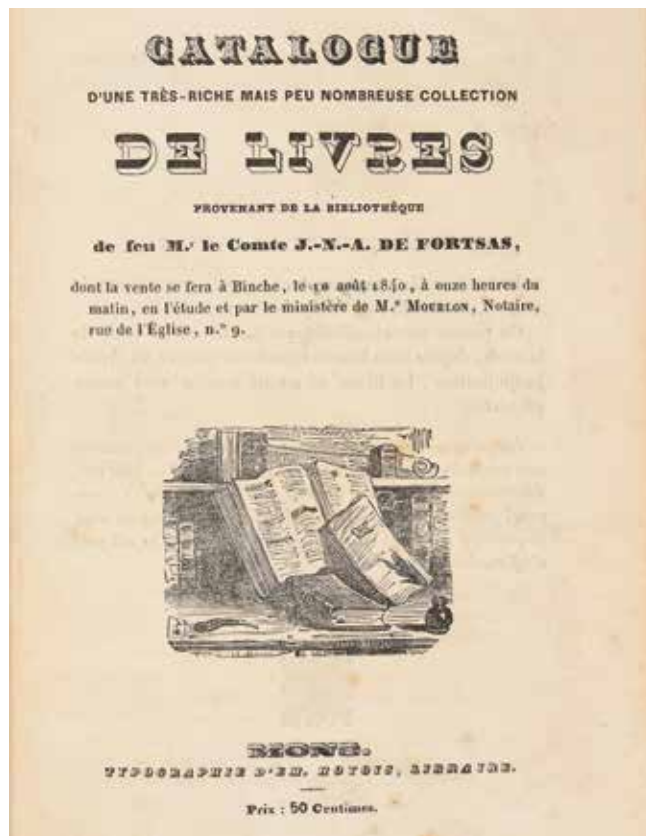 CATALOGUE
D'UNE TRÈS-RICHE MAIS PEU NOMBREUSE COLLECTION
DE LIVRES
PROVENANT DE LA BIBLIOTHÈQUE
de feu M.r le Comte J.-N.-A. DE FORTSAS,
dont la vente se fera à Binche, le 10 août 1840, à onze heures du
matin, en l'étude et par le ministère de M.e MOURLON, Notaire,
rue de l'Église, n.º 9.
MONS.
TYPOGRAPHIE D'EM. HOYOIS, LIBRAIRE.
Prix : 50 Centimes.